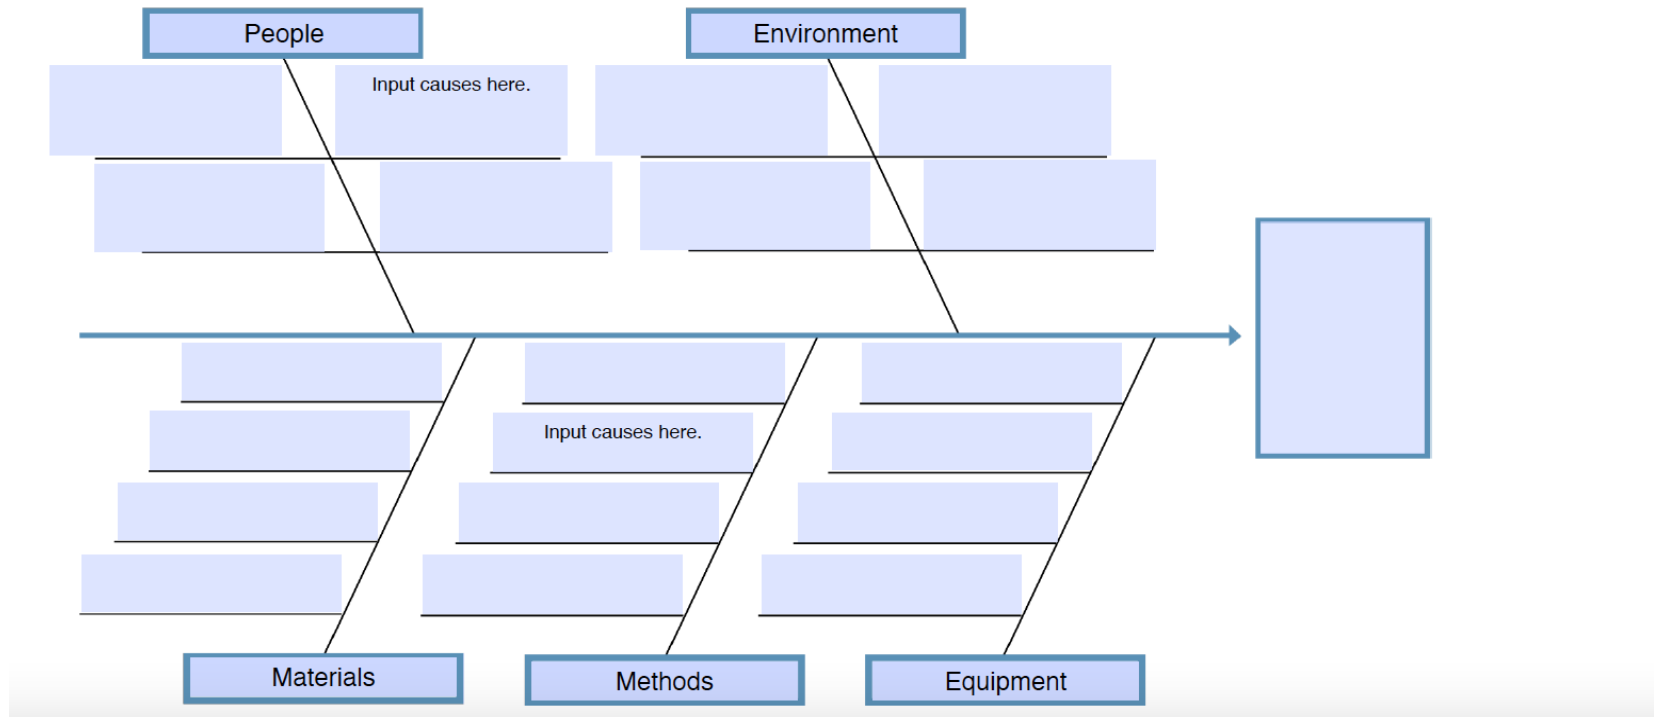 People
Environment
Input causes here.
Input causes here.
Materials
Methods
Equipment